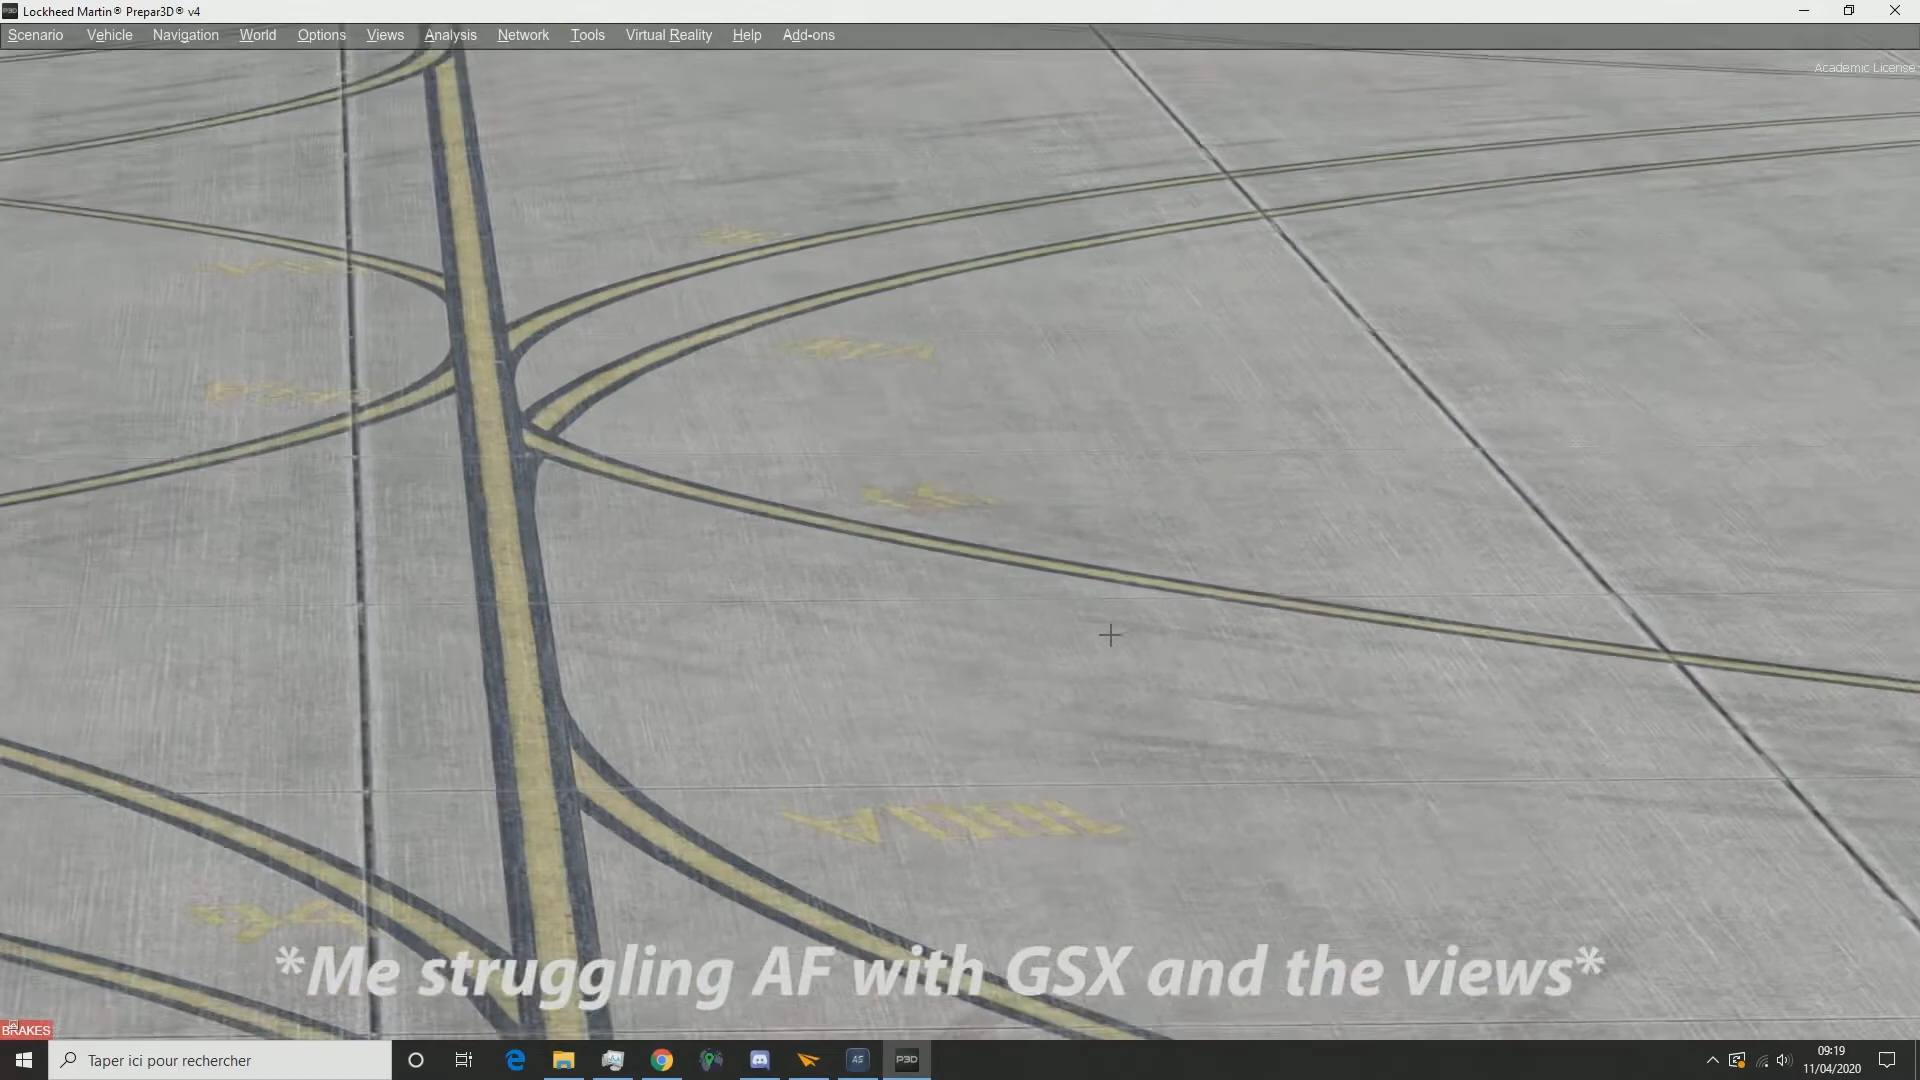 Lockheed Martin® Prepar3D® v4
Scenario Vehicle Navigation World Options Views Analysis Network Tools Virtual Reality Help Add-ons
Academic License
*Me struggling AF with GSX and the views*
BRAKES
Taper ici pour rechercher
AS
P3D
09:19
11/04/2020